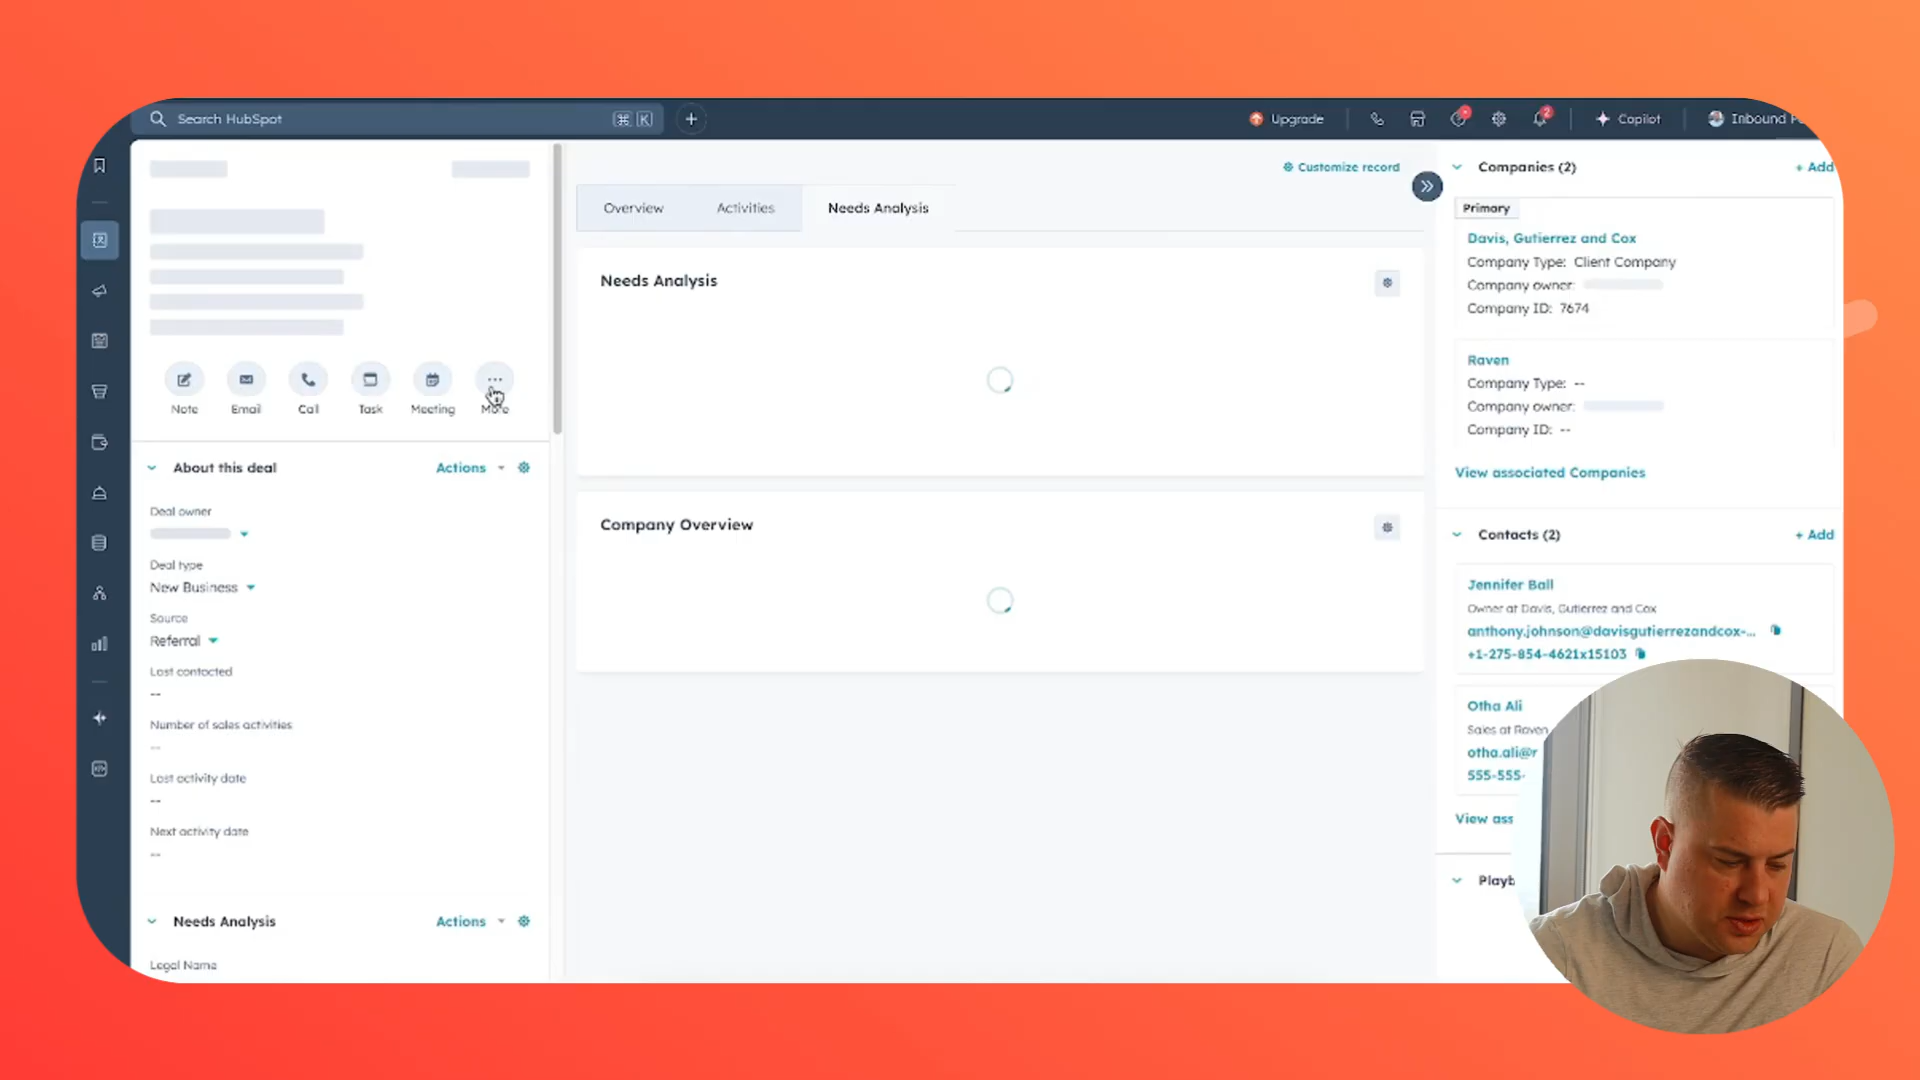 Search HubSpot
⌘ K
+
Upgrade
2
Copilot
Inbound
Customize record
Overview
Activities
Needs Analysis
Note
Email
Call
Task
Meeting
More
About this deal
Actions
Deal owner
Deal type
New Business
Source
Referral
Last contacted
--
Number of sales activities
--
Last activity date
--
Next activity date
--
Needs Analysis
Actions
Legal Name
Needs Analysis
Company Overview
Companies (2)
+ Add
Primary
Davis, Gutierrez and Cox
Company Type: Client Company
Company owner:
Company ID: 7674
Raven
Company Type: --
Company owner:
Company ID: --
View associated Companies
Contacts (2)
+ Add
Jennifer Ball
Owner at Davis, Gutierrez and Cox
anthony.johnson@davisgutierrezandcox-...
+1-275-854-4621x15103
Otha Ali
Sales at Raven
otha.ali@r
555-555-
View ass
Playb